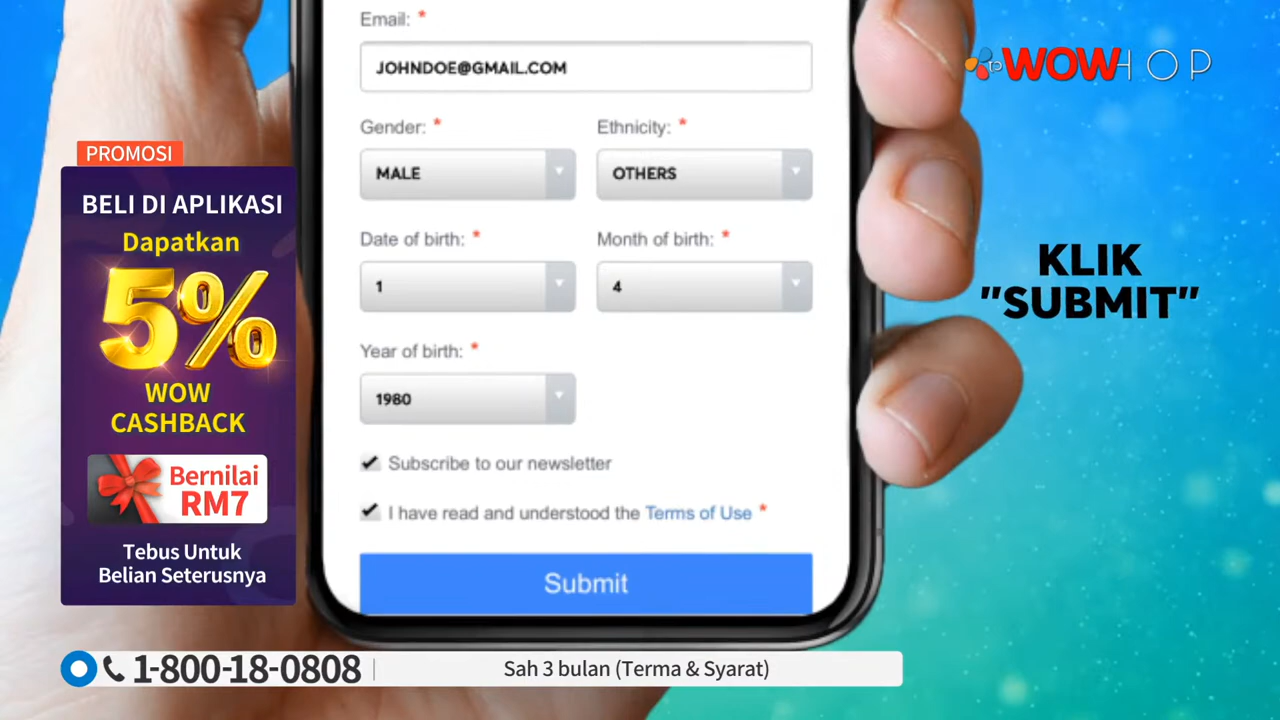 Email: *
JOHNDOE@GMAIL.COM
Gender: *
Ethnicity: *
MALE
OTHERS
Date of birth: *
Month of birth: *
1
4
Year of birth: *
1980
Subscribe to our newsletter
I have read and understood the Terms of Use *
Submit
WOWHOP
KLIK
"SUBMIT"
PROMOSI
BELI DI APLIKASI
Dapatkan
5%
WOW
CASHBACK
Bernilai
RM7
Tebus Untuk
Belian Seterusnya
1-800-18-0808
Sah 3 bulan (Terma & Syarat)